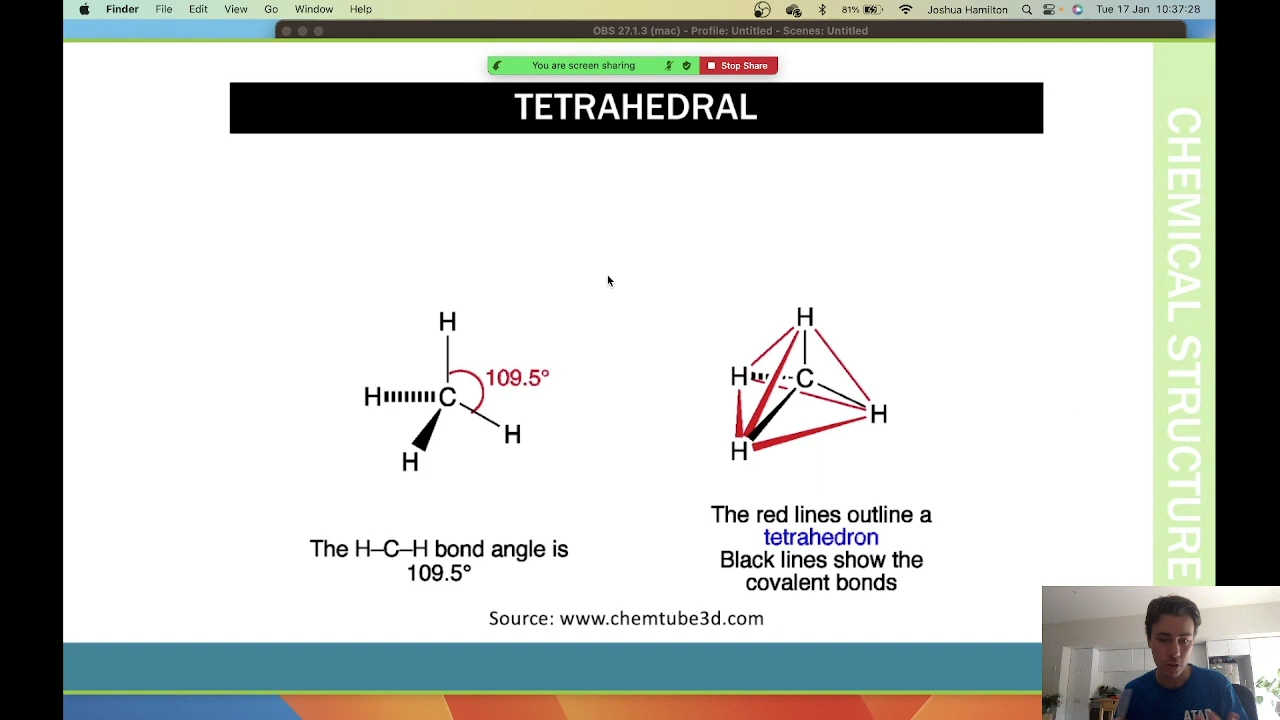 Finder File Edit View Go Window Help 81% Joshua Hamilton Tue 17 Jan 10:37:28
OBS 27.1.3 (mac) - Profile: Untitled - Scenes: Untitled
You are screen sharing Stop Share
TETRAHEDRAL
CHEMICAL STRUCTURE
H
109.5°
H C
H
H
H
H C
H
H
The H–C–H bond angle is
109.5°
The red lines outline a
tetrahedron
Black lines show the
covalent bonds
Source: www.chemtube3d.com
ATAR